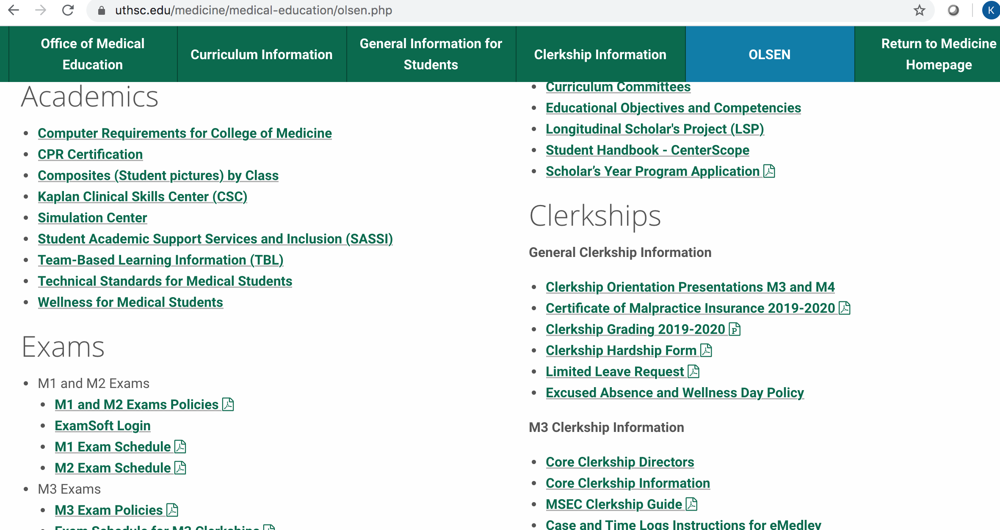 uthsc.edu/medicine/medical-education/olsen.php
K
Office of Medical
Education
Curriculum Information
General Information for
Students
Clerkship Information
OLSEN
Return to Medicine
Homepage
Academics
Computer Requirements for College of Medicine
CPR Certification
Composites (Student pictures) by Class
Kaplan Clinical Skills Center (CSC)
Simulation Center
Student Academic Support Services and Inclusion (SASSI)
Team-Based Learning Information (TBL)
Technical Standards for Medical Students
Wellness for Medical Students
Exams
M1 and M2 Exams
M1 and M2 Exams Policies
ExamSoft Login
M1 Exam Schedule
M2 Exam Schedule
M3 Exams
M3 Exam Policies
Exam Schedule for M3 Clerkships
Curriculum Committees
Educational Objectives and Competencies
Longitudinal Scholar's Project (LSP)
Student Handbook - CenterScope
Scholar’s Year Program Application
Clerkships
General Clerkship Information
Clerkship Orientation Presentations M3 and M4
Certificate of Malpractice Insurance 2019-2020
Clerkship Grading 2019-2020
Clerkship Hardship Form
Limited Leave Request
Excused Absence and Wellness Day Policy
M3 Clerkship Information
Core Clerkship Directors
Core Clerkship Information
MSEC Clerkship Guide
Case and Time Logs Instructions for eMedley